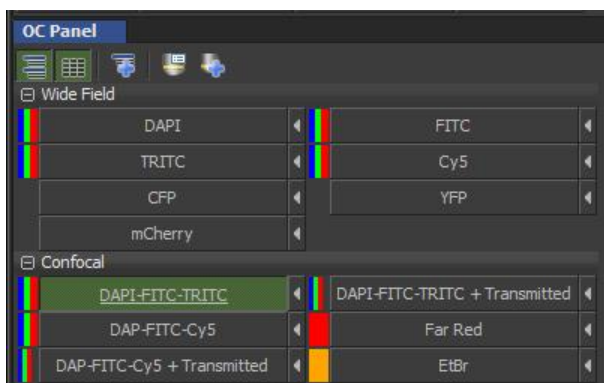 OC Panel
Wide Field
DAPI FITC
TRITC Cy5
CFP YFP
mCherry
Confocal
DAPI-FITC-TRITC DAPI-FITC-TRITC + Transmitted
DAP-FITC-Cy5 Far Red
DAP-FITC-Cy5 + Transmitted EtBr